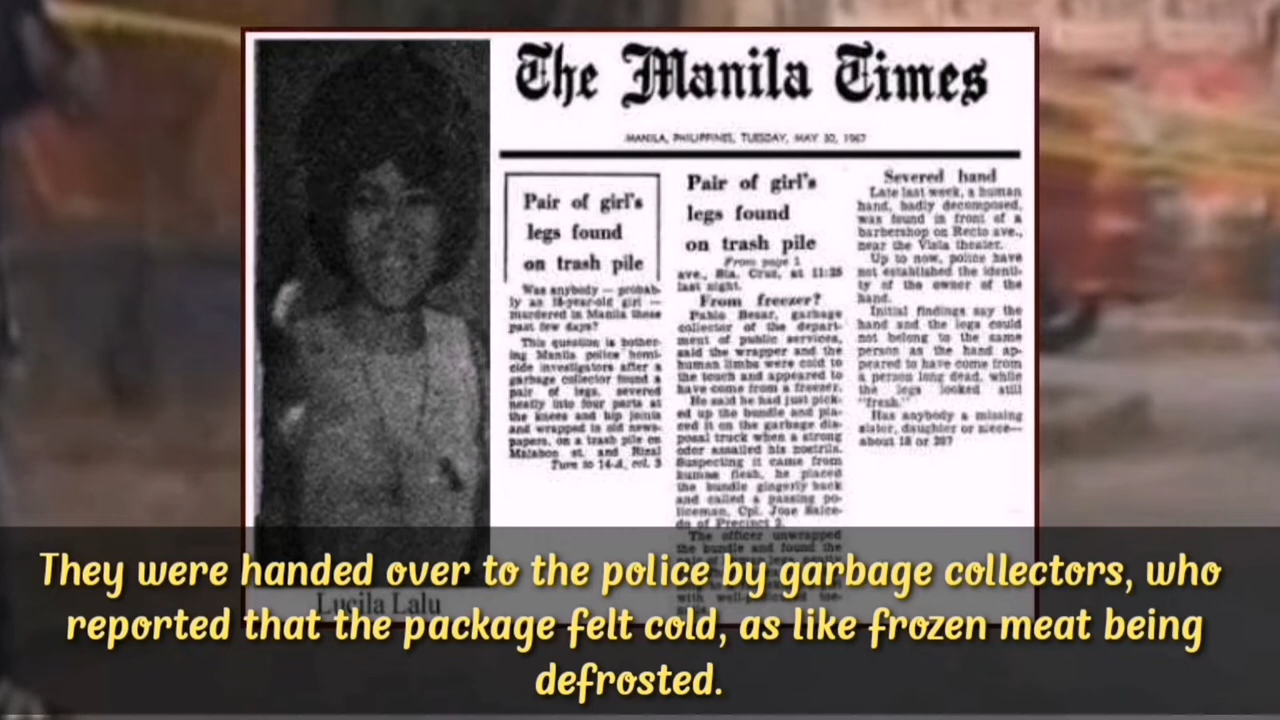 The Manila Times
MANILA, PHILIPPINES, TUESDAY, MAY 30, 1967
Pair of girl's
legs found
on trash pile
Was anybody — probab-
ly an 18-year-old girl —
murdered in Manila these
past few days?
This question is bother-
ing Manila police homi-
cide investigators after a
garbage collector found a
pair of legs, severed
neatly into four parts at
the knees and hip joints
and wrapped in old news-
papers, on a trash pile on
Malabon st. and Rizal
Turn to 14-A, col. 3
Pair of girl's
legs found
on trash pile
From page 1
ave., Sta. Cruz, at 11:25
last night.
From freezer?
Pablo Besar, garbage
collector of the depart-
ment of public services,
said the wrapper and the
human limbs were cold to
the touch and appeared to
have come from a freezer.
He said he had just pick-
ed up the bundle and pla-
ced it on the garbage dis-
posal truck when a strong
odor assailed his nostrils.
Suspecting it came from
human flesh, he placed
the bundle gingerly back
and called a passing po-
liceman, Cpl. Jose
of Precinct 2.
The officer unwrapped
the bundle and found the
Severed hand
Late last week, a human
hand, badly decomposed,
was found in front of a
barbershop on Recto ave.,
near the Vista theater.
Up to now, police have
not established the identi-
ty of the owner of the
hand.
Initial findings say the
hand and the legs could
not belong to the same
person as the hand ap-
peared to have come from
a person long dead, while
the legs looked still
"fresh."
Has anybody a missing
sister, daughter or niece—
about 18 or 20?
Lucila Lalu
They were handed over to the police by garbage collectors, who
reported that the package felt cold, as like frozen meat being
defrosted.